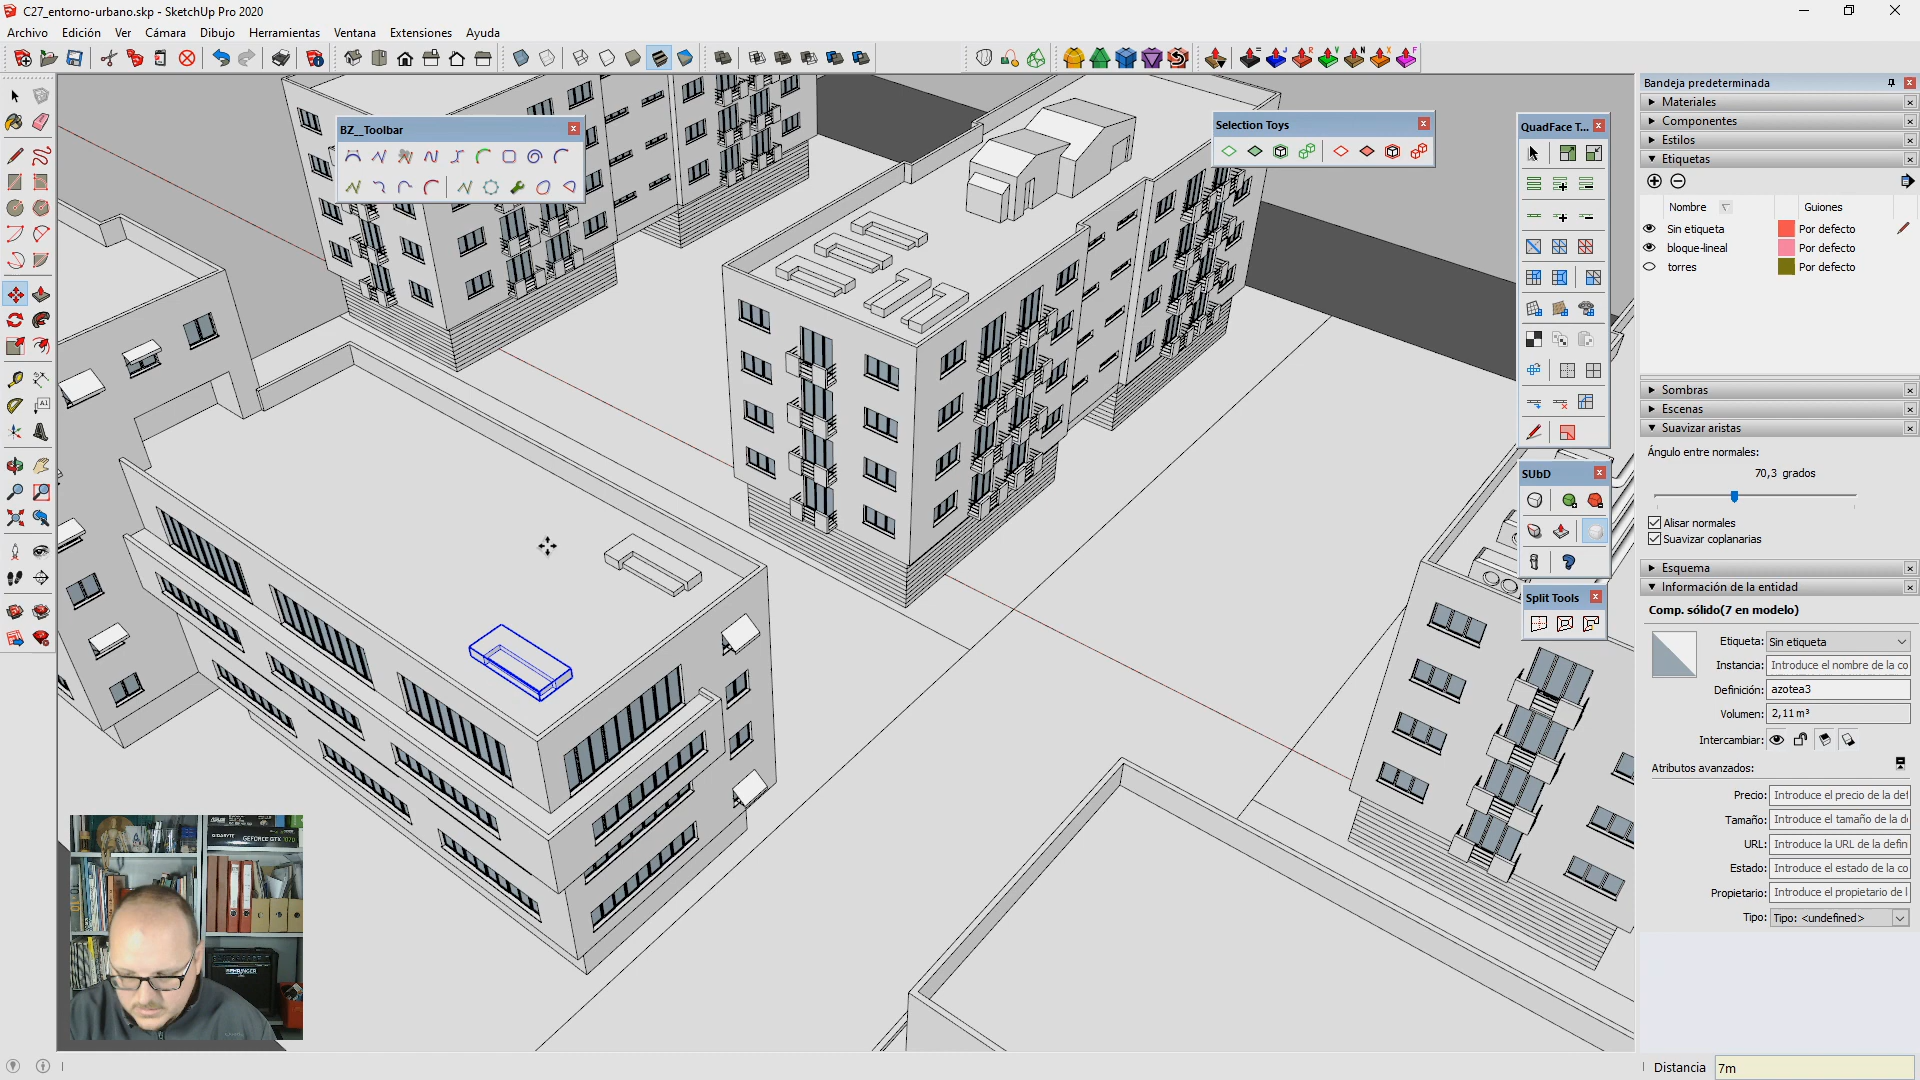 C27_entorno-urbano.skp - SketchUp Pro 2020
Archivo Edición Ver Cámara Dibujo Herramientas Ventana Extensiones Ayuda
BZ__Toolbar
Selection Toys
QuadFace T...
SUbD
Split Tools
Bandeja predeterminada
Materiales
Componentes
Estilos
Etiquetas
Nombre Guiones
Sin etiqueta Por defecto
bloque-lineal Por defecto
torres Por defecto
Sombras
Escenas
Suavizar aristas
Ángulo entre normales:
70,3 grados
Alisar normales
Suavizar coplanarias
Esquema
Información de la entidad
Comp. sólido(7 en modelo)
Etiqueta: Sin etiqueta
Instancia: Introduce el nombre de la co
Definición: azotea3
Volumen: 2,11 m³
Intercambiar:
Atributos avanzados:
Precio: Introduce el precio de la def
Tamaño: Introduce el tamaño de la d
URL: Introduce la URL de la defin
Estado: Introduce el estado de la co
Propietario: Introduce el propietario de l
Tipo: Tipo: <undefined>
GEFORCE GTX 1070
BEHRINGER
Distancia 7m